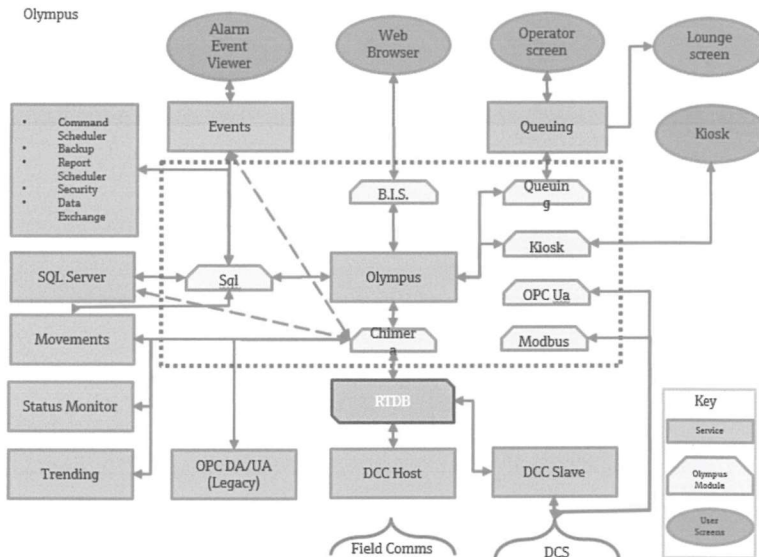 Olympus
Alarm
Event
Viewer
Web
Browser
Operator
screen
Lounge
screen
• Command
Scheduler
• Backup
• Report
Scheduler
• Security
• Data
Exchange
Events
Queuing
Kiosk
B.I.S.
Queuin
g
Kiosk
SQL Server
Sql
Olympus
OPC Ua
Movements
Chimer
a
Modbus
Status Monitor
RTDB
Trending
OPC DA/UA
(Legacy)
DCC Host
DCC Slave
Key
Service
Olympus
Module
User
Screens
Field Comms
DCS